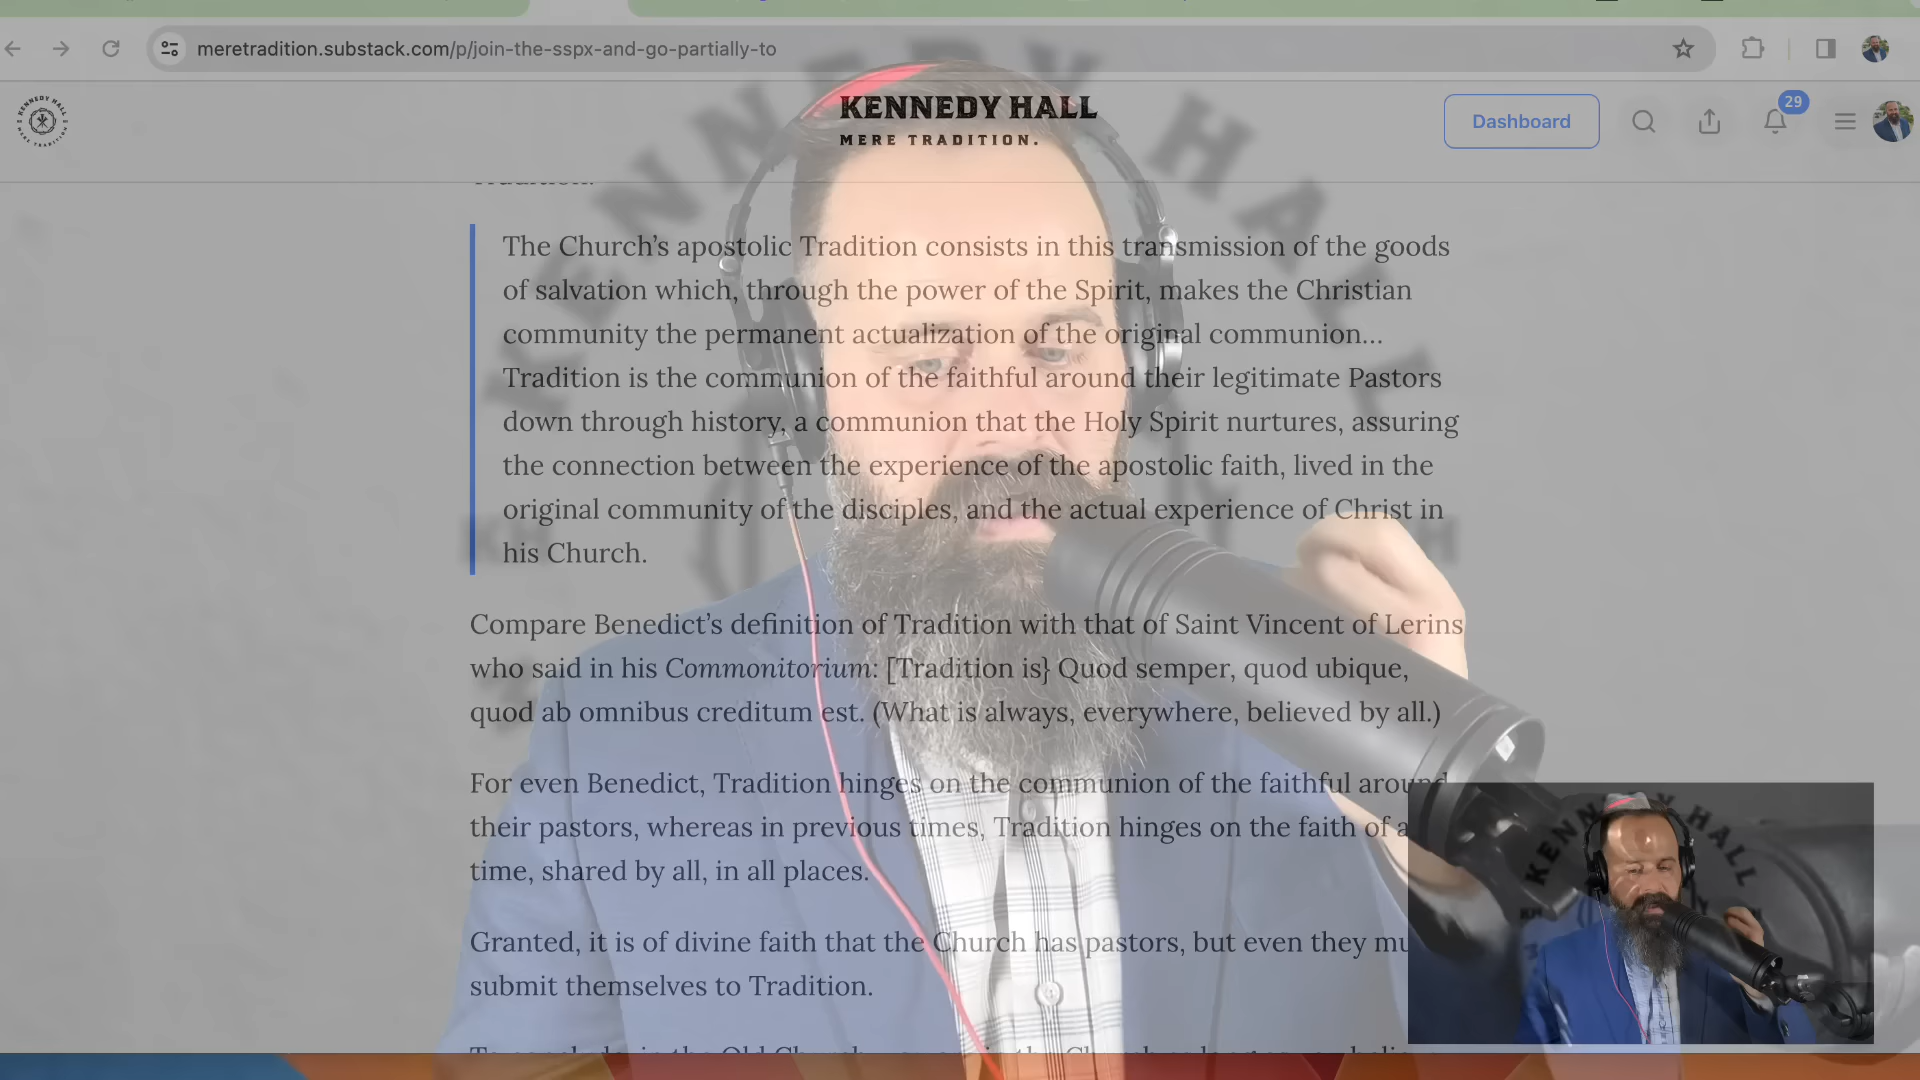 meretradition.substack.com/p/join-the-sspx-and-go-partially-to
KENNEDY HALL
MERE TRADITION.
Dashboard
29
KENNEDY HALL
The Church's apostolic Tradition consists in this transmission of the goods
of salvation which, through the power of the Spirit, makes the Christian
community the permanent actualization of the original communion...
Tradition is the communion of the faithful around their legitimate Pastors
down through history, a communion that the Holy Spirit nurtures, assuring
the connection between the experience of the apostolic faith, lived in the
original community of the disciples, and the actual experience of Christ in
his Church.
KH
H
Compare Benedict's definition of Tradition with that of Saint Vincent of Lerins
who said in his Commonitorium: [Tradition is} Quod semper, quod ubique,
quod ab omnibus creditum est. (What is always, everywhere, believed by all.)
For even Benedict, Tradition hinges on the communion of the faithful around
their pastors, whereas in previous times, Tradition hinges on the faith of
time, shared by all, in all places.
Granted, it is of divine faith that the Church has pastors, but even they
submit themselves to Tradition.
KENNEDY HALL
KH